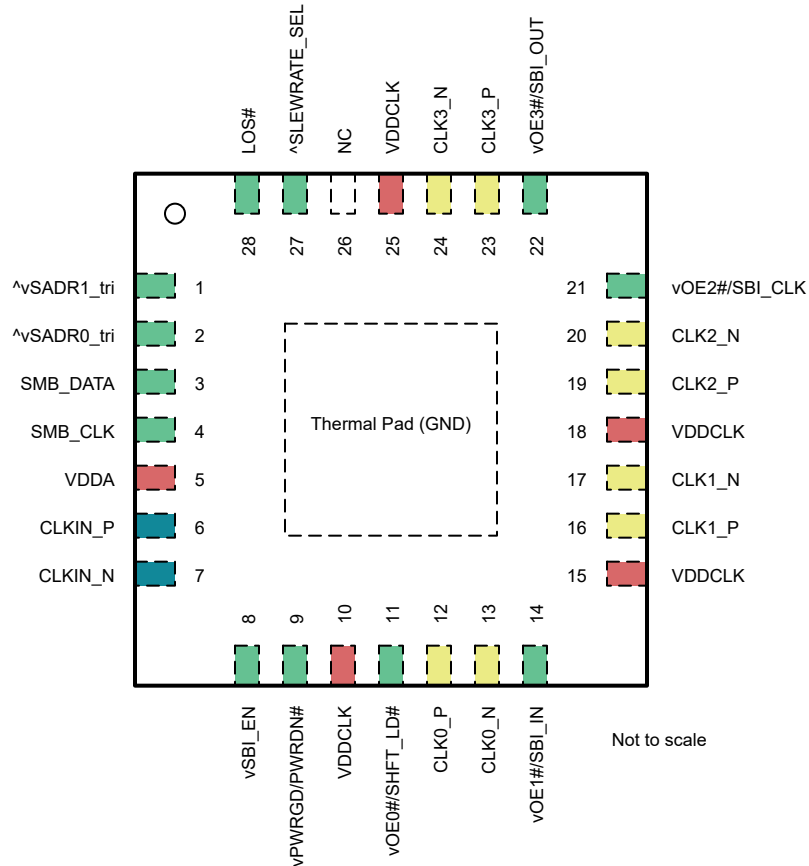 LOS#
^SLEWRATE_SEL
NC
VDDCLK
CLK3_N
CLK3_P
vOE3#/SBI_OUT
28
27
26
25
24
23
22
^vSADR1_tri
1
^vSADR0_tri
2
SMB_DATA
3
SMB_CLK
4
VDDA
5
CLKIN_P
6
CLKIN_N
7
Thermal Pad (GND)
21
vOE2#/SBI_CLK
20
CLK2_N
19
CLK2_P
18
VDDCLK
17
CLK1_N
16
CLK1_P
15
VDDCLK
8
9
10
11
12
13
14
vSBI_EN
vPWRGD/PWRDN#
VDDCLK
vOE0#/SHFT_LD#
CLK0_P
CLK0_N
vOE1#/SBI_IN
Not to scale